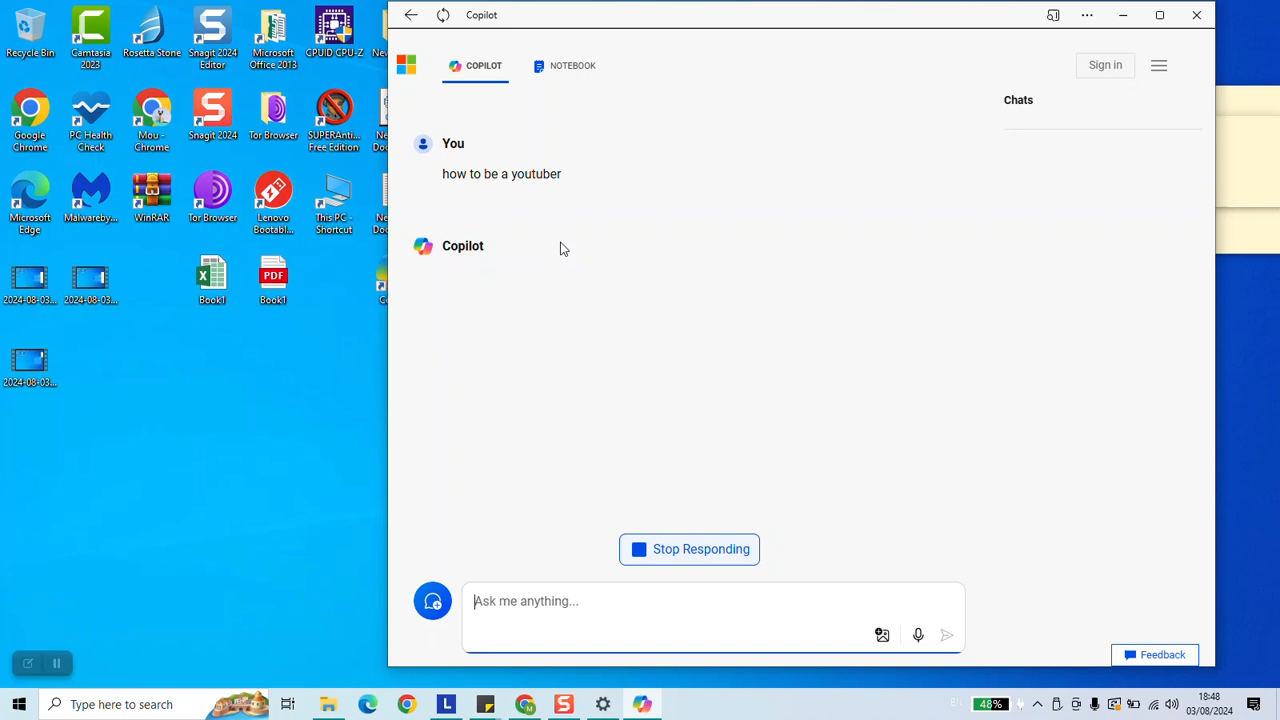 Copilot
COPILOT
NOTEBOOK
Sign in
Chats
You
how to be a youtuber
Copilot
Stop Responding
Ask me anything...
Feedback
Recycle Bin
Camtasia 2023
Rosetta Stone
Snagit 2024 Editor
Microsoft Office 2013
CPUID CPU-Z
Google Chrome
PC Health Check
Mou - Chrome
Snagit 2024
Tor Browser
SUPERAnti... Free Edition
Microsoft Edge
Malwareby...
WinRAR
Tor Browser
Lenovo Bootabl...
This PC - Shortcut
2024-08-03...
2024-08-03...
Book1
PDF
Book1
2024-08-03...
Type here to search
L
48%
18:48
03/08/2024